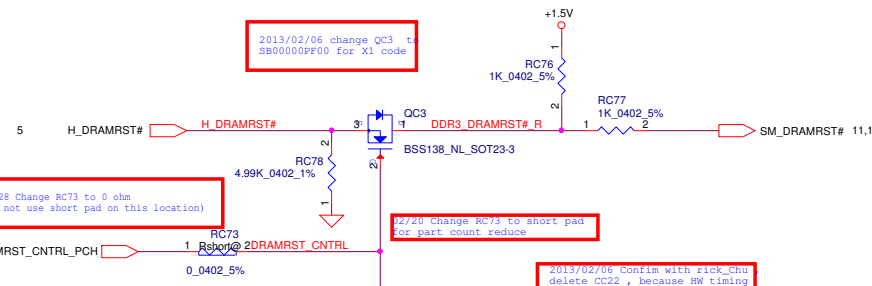 +1.5V
2013/02/06 change QC3 to
SB00000PF00 for X1 code
1
RC76
1K_0402_5%
2
RC77
1K_0402_5%
5
H_DRAMRST#
H_DRAMRST#
3
QC3
1
DDR3_DRAMRST#_R
1
2
SM_DRAMRST# 11,1
BSS138_NL_SOT23-3
2
RC78
4.99K_0402_1%
1
2
28 Change RC73 to 0 ohm
not use short pad on this location)
02/20 Change RC73 to short pad
for part count reduce
RC73
MRST_CNTRL_PCH
1 Rshort@ 2 DRAMRST_CNTRL
0_0402_5%
2013/02/06 Confim with rick_Chu
delete CC22 , because HW timing